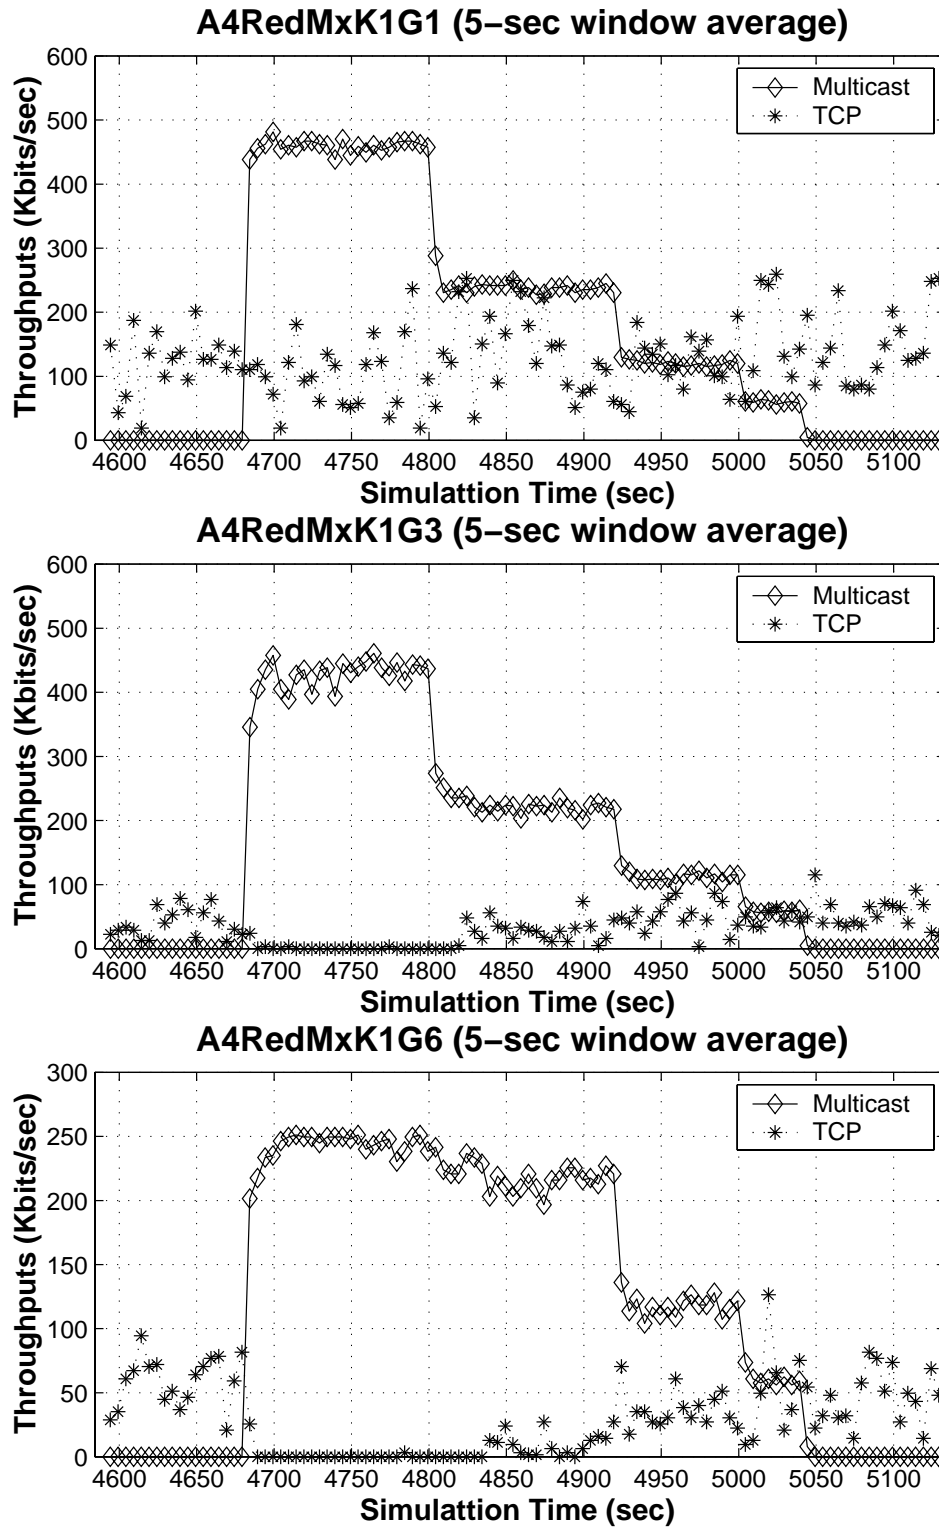 A4RedMxK1G1 (5−sec window average)
Throughputs (Kbits/sec)
600
500
400
300
200
100
0
Multicast
TCP
4600 4650 4700 4750 4800 4850 4900 4950 5000 5050 5100
Simulattion Time (sec)
A4RedMxK1G3 (5−sec window average)
Throughputs (Kbits/sec)
600
500
400
300
200
100
0
Multicast
TCP
4600 4650 4700 4750 4800 4850 4900 4950 5000 5050 5100
Simulattion Time (sec)
A4RedMxK1G6 (5−sec window average)
Throughputs (Kbits/sec)
300
250
200
150
100
50
0
Multicast
TCP
4600 4650 4700 4750 4800 4850 4900 4950 5000 5050 5100
Simulattion Time (sec)